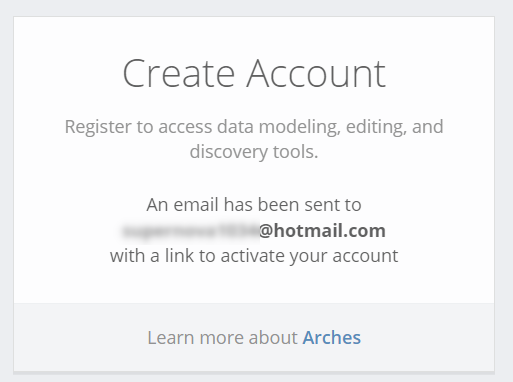 Create Account
Register to access data modeling, editing, and
discovery tools.
An email has been sent to
@hotmail.com
with a link to activate your account
Learn more about Arches